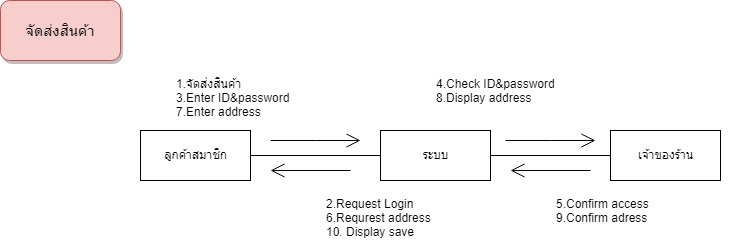 จัดส่งสินค้า
1.จัดส่งสินค้า
3.Enter ID&password
7.Enter address
4.Check ID&password
8.Display address
ลูกค้าสมาชิก
ระบบ
เจ้าของร้าน
2.Request Login
6.Requrest address
10. Display save
5.Confirm access
9.Confirm adress